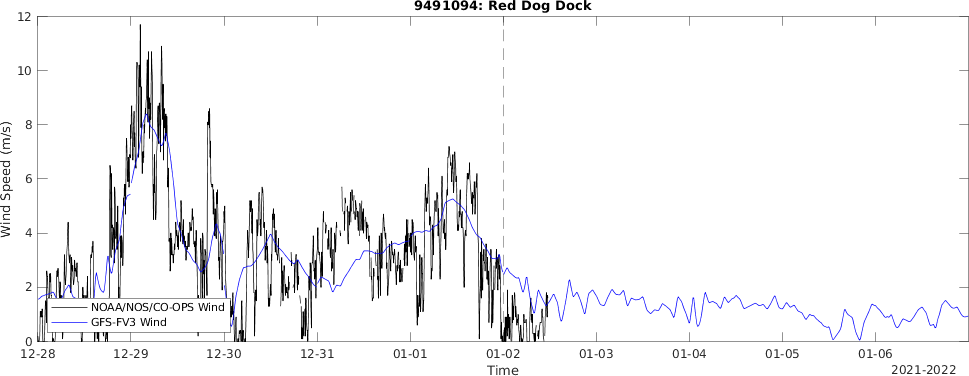 9491094: Red Dog Dock
12
10
8
6
4
2
0
Wind Speed (m/s)
NOAA/NOS/CO-OPS Wind
GFS-FV3 Wind
12-28 12-29 12-30 12-31 01-01 01-02 01-03 01-04 01-05 01-06
Time
2021-2022